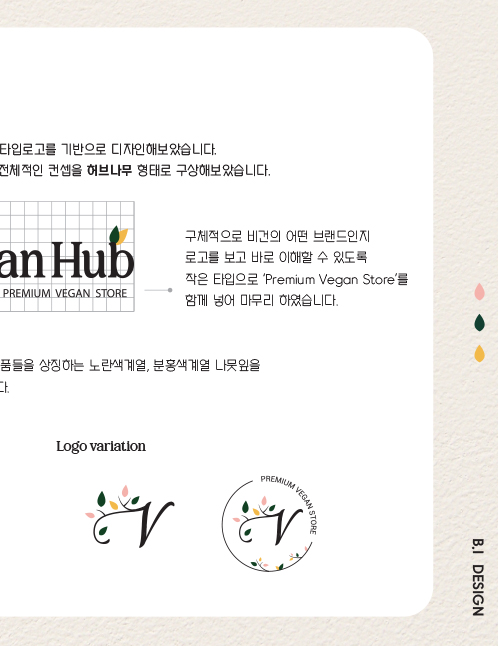 타입로고를 기반으로 디자인해보았습니다.
전체적인 컨셉을 허브나무 형태로 구상해보았습니다.
an Hub
PREMIUM VEGAN STORE
구체적으로 비건의 어떤 브랜드인지
로고를 보고 바로 이해할 수 있도록
작은 타입으로 ‘Premium Vegan Store’를
함께 넣어 마무리 하였습니다.
품들을 상징하는 노란색계열, 분홍색계열 나뭇잎을
다.
Logo variation
V
PREMIUM VEGAN STORE
V
B.I DESIGN